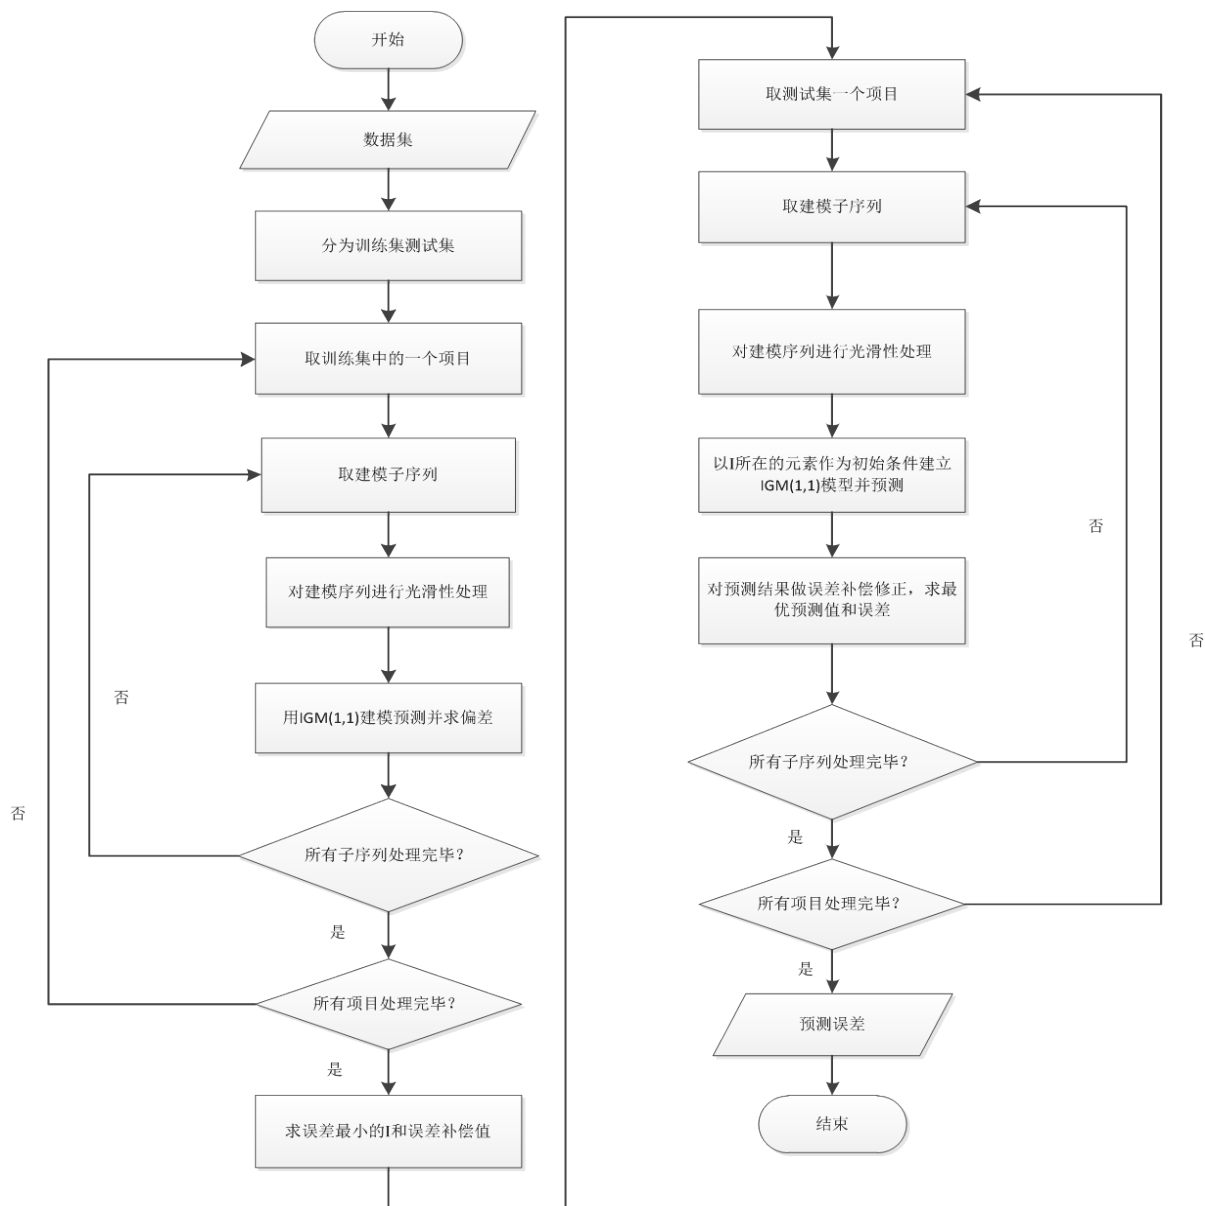 开始
数据集
分为训练集测试集
取训练集中的一个项目
取建模子序列
对建模序列进行光滑性处理
用IGM(1,1)建模预测并求偏差
否
所有子序列处理完毕？
否
是
所有项目处理完毕？
是
求误差最小的I和误差补偿值
取测试集一个项目
取建模子序列
对建模序列进行光滑性处理
以I所在的元素作为初始条件建立
IGM(1,1)模型并预测
否
对预测结果做误差补偿修正，求最
优预测值和误差
否
所有子序列处理完毕？
是
所有项目处理完毕？
是
预测误差
结束